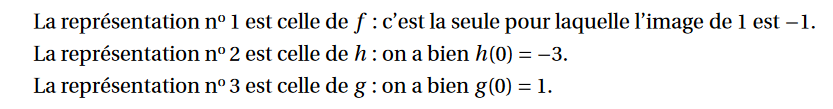 La représentation nº 1 est celle de f : c'est la seule pour laquelle l'image de 1 est −1.
La représentation nº 2 est celle de h : on a bien h(0) = −3.
La représentation nº 3 est celle de g : on a bien g(0) = 1.